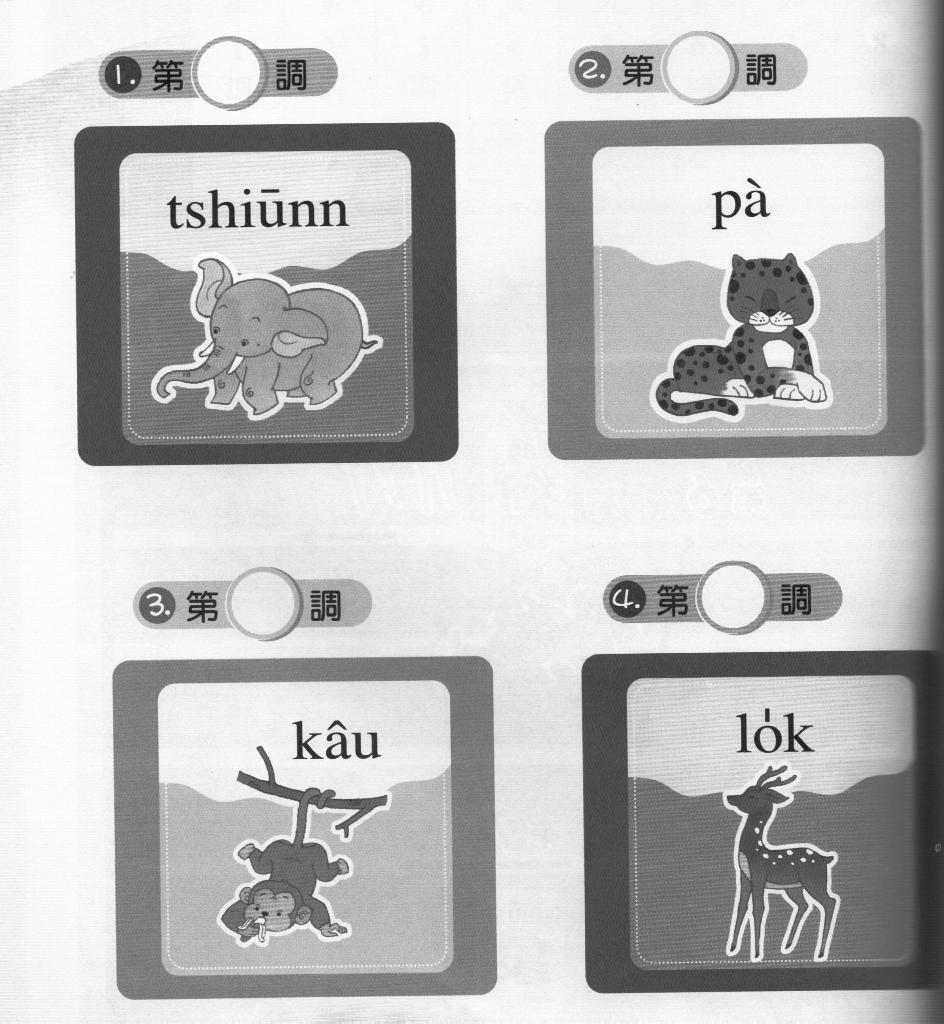 1. 第 調
tshiūnn
2. 第 調
pà
3. 第 調
kâu
4. 第 調
lo̍k